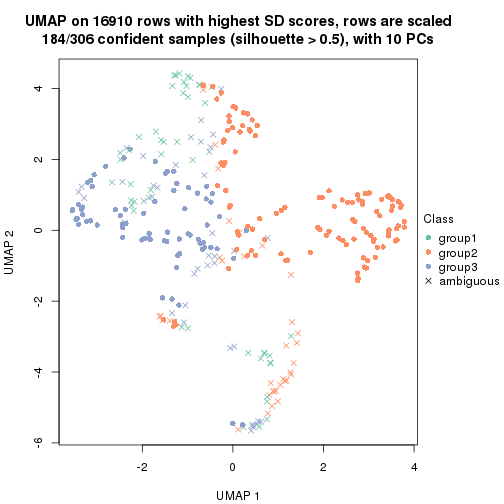 UMAP on 16910 rows with highest SD scores, rows are scaled
184/306 confident samples (silhouette > 0.5), with 10 PCs
4
2
0
-2
-4
-6
UMAP 2
-2
0
2
4
UMAP 1
Class
group1
group2
group3
ambiguous